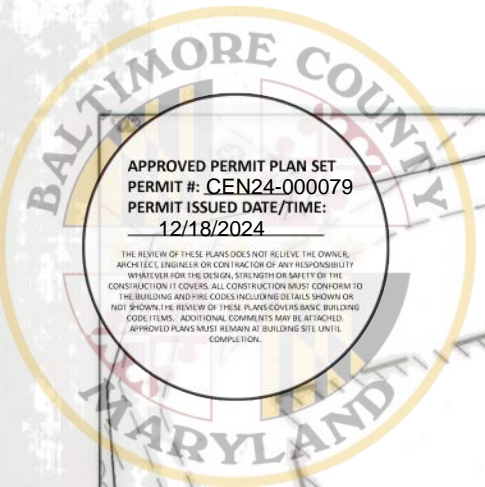 BALTIMORE COUNTY
APPROVED PERMIT PLAN SET
PERMIT #: CEN24-000079
PERMIT ISSUED DATE/TIME:
12/18/2024
THE REVIEW OF THESE PLANS DOES NOT RELIEVE THE OWNER,
ARCHITECT, ENGINEER OR CONTRACTOR OF ANY RESPONSIBILITY
WHATEVER FOR THE DESIGN, STRENGTH OR SAFETY OF THE
CONSTRUCTION IT COVERS. ALL CONSTRUCTION MUST CONFORM TO
THE BUILDING AND FIRE CODES INCLUDING DETAILS SHOWN OR
NOT SHOWN.THE REVIEW OF THESE PLANS COVERS BASIC BUILDING
CODE ITEMS. ADDITIONAL COMMENTS MAY BE ATTACHED.
APPROVED PLANS MUST REMAIN AT BUILDING SITE UNTIL
COMPLETION.
MARYLAND